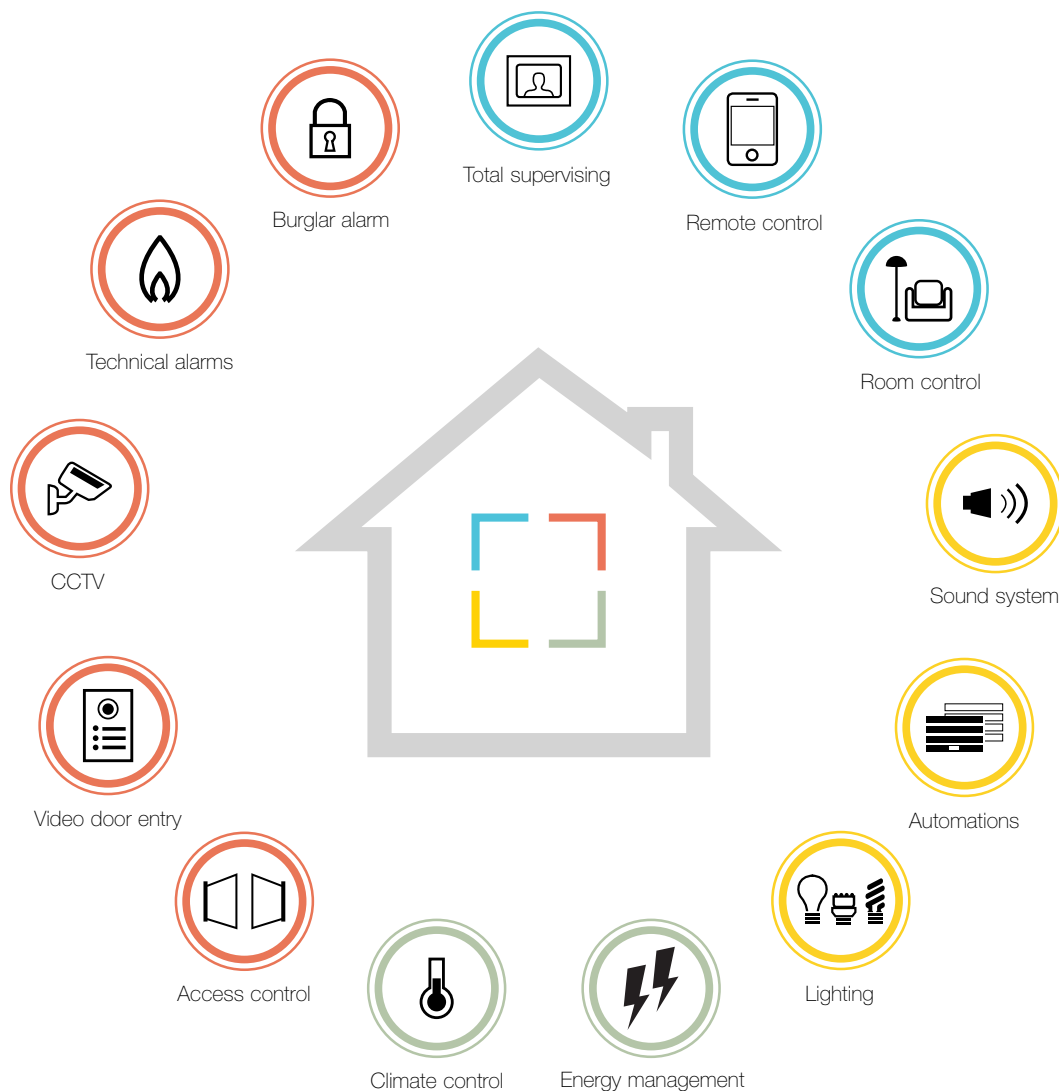 Total supervising
Burglar alarm
Remote control
Technical alarms
Room control
CCTV
Sound system
Video door entry
Automations
Access control
Lighting
Climate control
Energy management